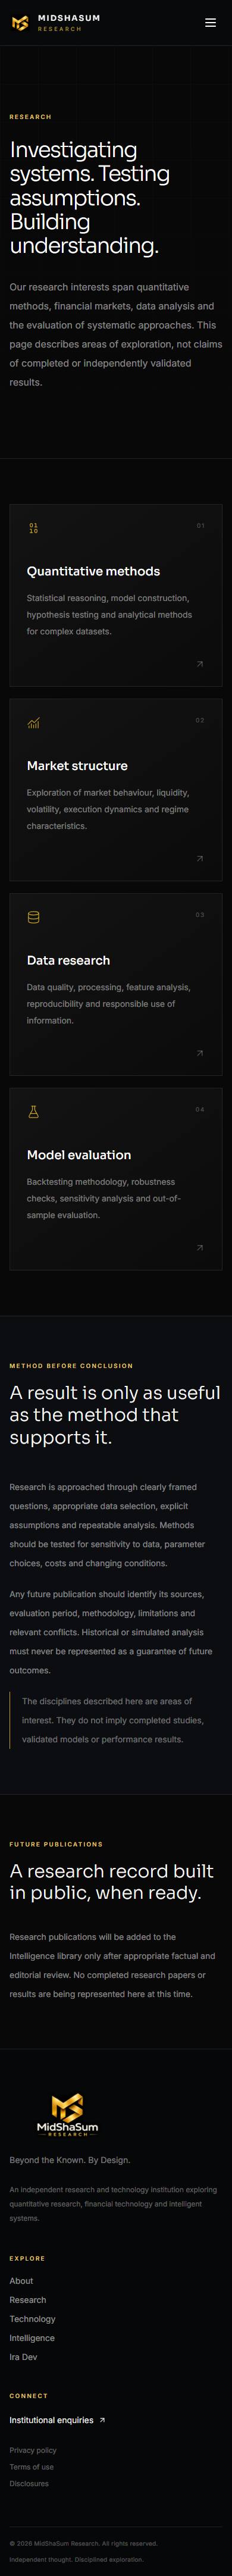 MIDSHASUM
RESEARCH
RESEARCH
Investigating
systems. Testing
assumptions.
Building
understanding.
Our research interests span quantitative
methods, financial markets, data analysis and
the evaluation of systematic approaches. This
page describes areas of exploration, not claims
of completed or independently validated
results.
01
10
01
Quantitative methods
Statistical reasoning, model construction,
hypothesis testing and analytical methods
for complex datasets.
02
Market structure
Exploration of market behaviour, liquidity,
volatility, execution dynamics and regime
characteristics.
03
Data research
Data quality, processing, feature analysis,
reproducibility and responsible use of
information.
04
Model evaluation
Backtesting methodology, robustness
checks, sensitivity analysis and out-of-
sample evaluation.
METHOD BEFORE CONCLUSION
A result is only as useful
as the method that
supports it.
Research is approached through clearly framed
questions, appropriate data selection, explicit
assumptions and repeatable analysis. Methods
should be tested for sensitivity to data, parameter
choices, costs and changing conditions.
Any future publication should identify its sources,
evaluation period, methodology, limitations and
relevant conflicts. Historical or simulated analysis
must never be represented as a guarantee of future
outcomes.
The disciplines described here are areas of
interest. They do not imply completed studies,
validated models or performance results.
FUTURE PUBLICATIONS
A research record built
in public, when ready.
Research publications will be added to the
Intelligence library only after appropriate factual and
editorial review. No completed research papers or
results are being represented here at this time.
MidShaSum
RESEARCH
Beyond the Known. By Design.
An independent research and technology institution exploring
quantitative research, financial technology and intelligent
systems.
EXPLORE
About
Research
Technology
Intelligence
Ira Dev
CONNECT
Institutional enquiries
Privacy policy
Terms of use
Disclosures
© 2026 MidShaSum Research. All rights reserved.
Independent thought. Disciplined exploration.